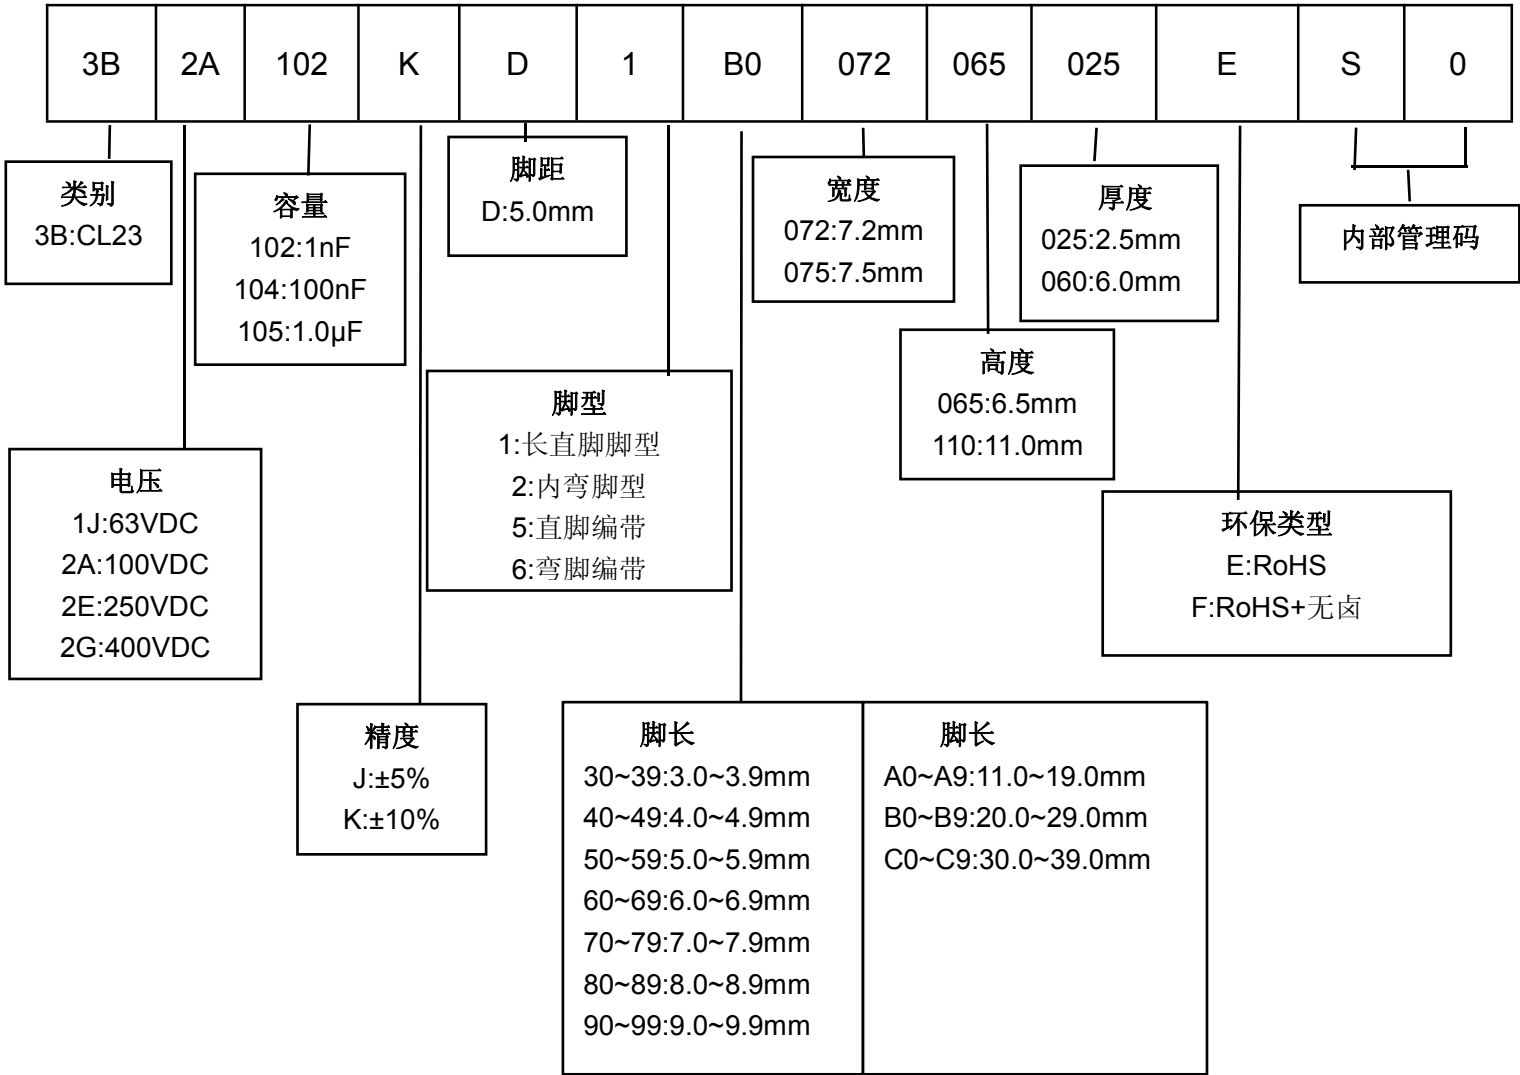 3B 2A 102 K D 1 B0 072 065 025 E S 0
类别
3B:CL23
容量
102:1nF
104:100nF
105:1.0μF
脚距
D:5.0mm
宽度
072:7.2mm
075:7.5mm
厚度
025:2.5mm
060:6.0mm
内部管理码
高度
065:6.5mm
110:11.0mm
脚型
1:长直脚脚型
2:内弯脚型
5:直脚编带
6:弯脚编带
电压
1J:63VDC
2A:100VDC
2E:250VDC
2G:400VDC
环保类型
E:RoHS
F:RoHS+无卤
精度
J:±5%
K:±10%
脚长
30~39:3.0~3.9mm
40~49:4.0~4.9mm
50~59:5.0~5.9mm
60~69:6.0~6.9mm
70~79:7.0~7.9mm
80~89:8.0~8.9mm
90~99:9.0~9.9mm
脚长
A0~A9:11.0~19.0mm
B0~B9:20.0~29.0mm
C0~C9:30.0~39.0mm